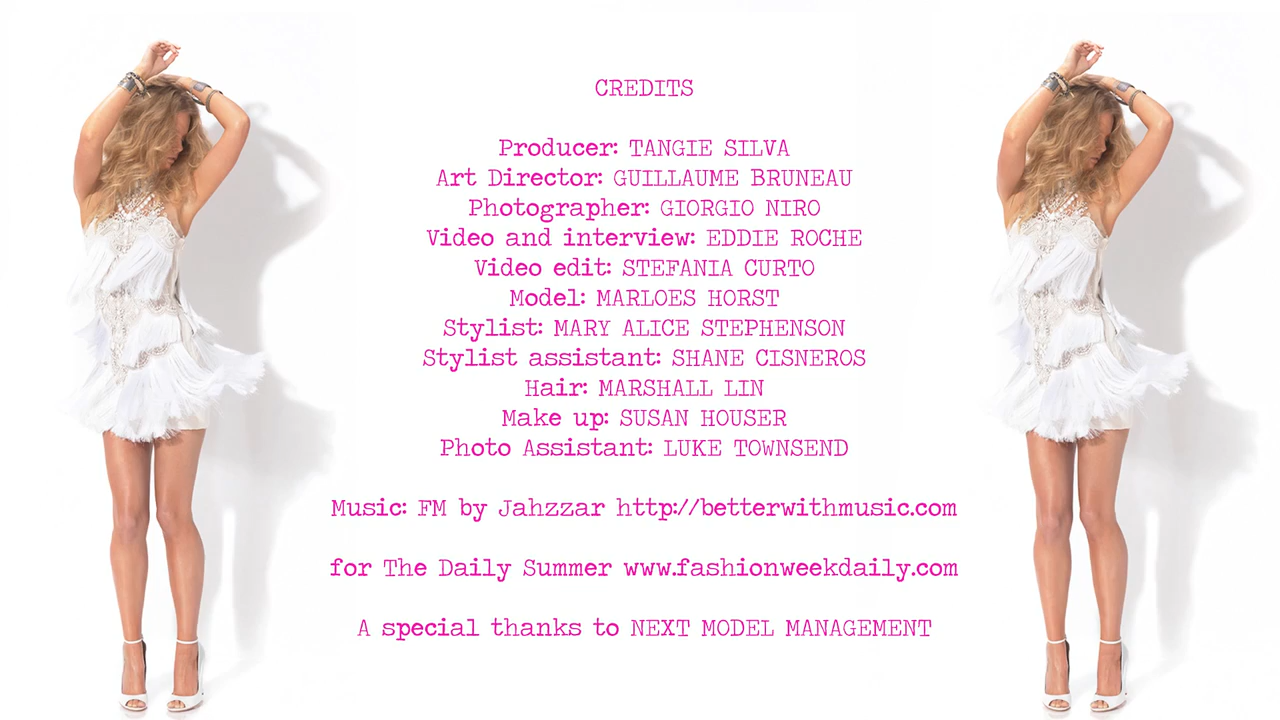 CREDITS
Producer: TANGIE SILVA
Art Director: GUILLAUME BRUNEAU
Photographer: GIORGIO NIRO
Video and interview: EDDIE ROCHE
Video edit: STEFANIA CURTO
Model: MARLOES HORST
Stylist: MARY ALICE STEPHENSON
Stylist assistant: SHANE CISNEROS
Hair: MARSHALL LIN
Make up: SUSAN HOUSER
Photo Assistant: LUKE TOWNSEND
Music: FM by Jahzzar http://betterwithmusic.com
for The Daily Summer www.fashionweekdaily.com
A special thanks to NEXT MODEL MANAGEMENT